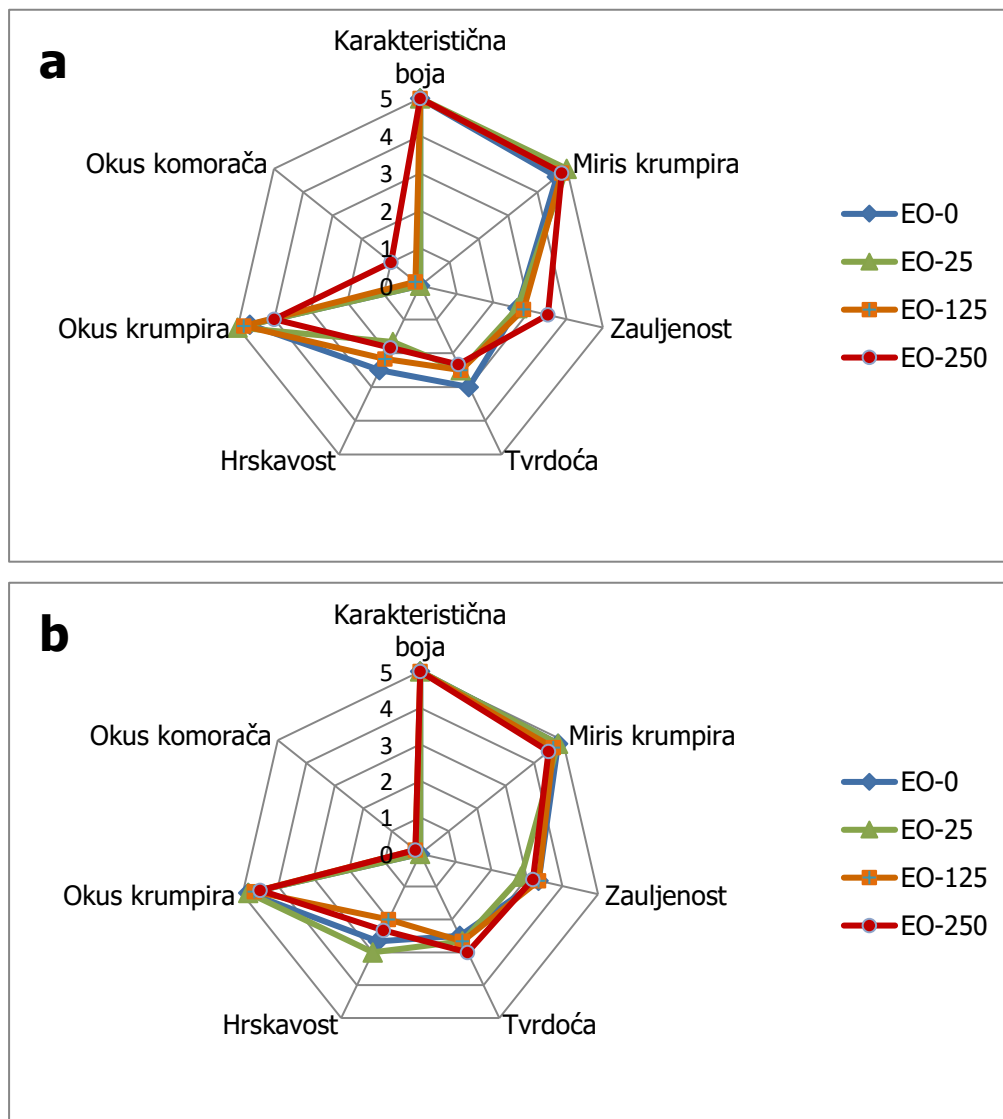 a
Karakteristična
boja
5
4
3
2
1
0
Miris krumpira
Zauljenost
Tvrdoća
Hrskavost
Okus krumpira
Okus komorača
EO-0
EO-25
EO-125
EO-250
b
Karakteristična
boja
5
4
3
2
1
0
Miris krumpira
Zauljenost
Tvrdoća
Hrskavost
Okus krumpira
Okus komorača
EO-0
EO-25
EO-125
EO-250